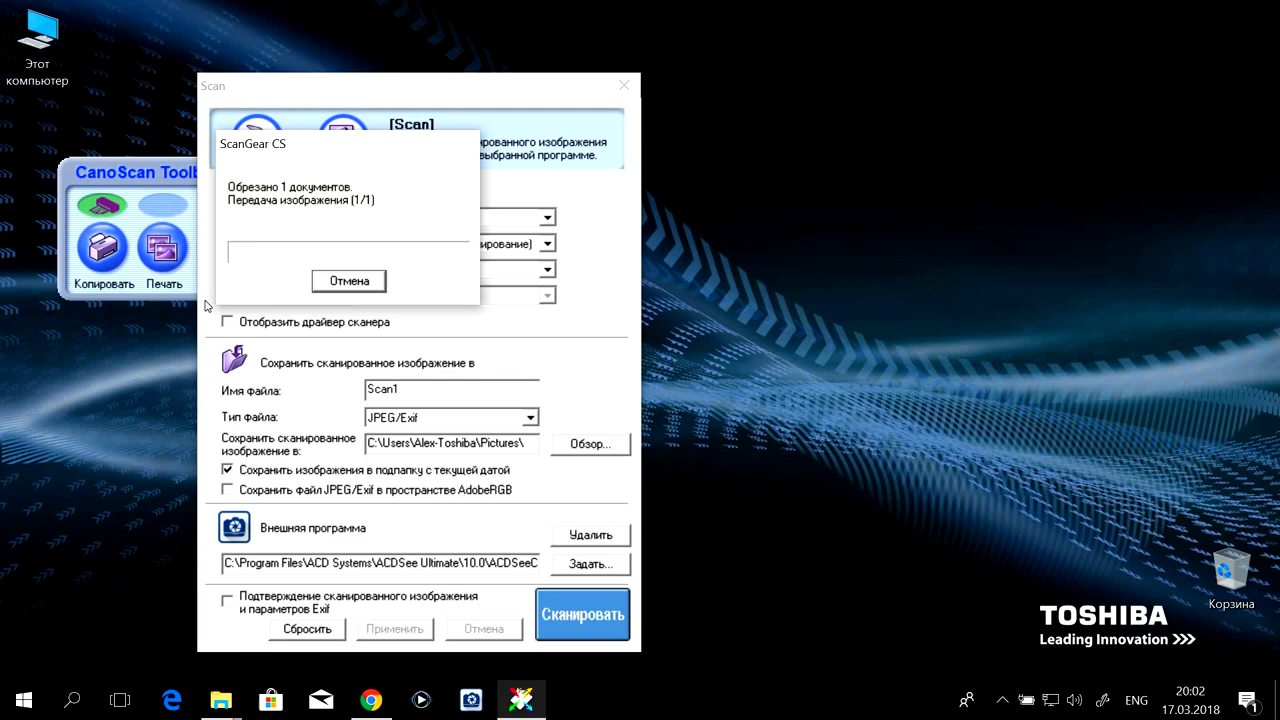 Этот
компьютер
Scan
[Scan]
ированного изображения
выбранной программе.
ScanGear CS
Обрезано 1 документов.
Передача изображения (1/1)
Отмена
ирование)
CanoScan Toolb
Копировать
Печать
Отобразить драйвер сканера
Сохранить сканированное изображение в
Имя файла:
Scan1
Тип файла:
JPEG/Exif
Сохранить сканированное
изображение в:
C:\Users\Alex-Toshiba\Pictures\
Обзор...
Сохранить изображения в подпапку с текущей датой
Сохранить файл JPEG/Exif в пространстве AdobeRGB
Внешняя программа
Удалить
C:\Program Files\ACD Systems\ACDSee Ultimate\10.0\ACDSeeC
Задать...
Подтверждение сканированного изображения
и параметров Exif
Сканировать
Сбросить
Применить
Отмена
Корзина
TOSHIBA
Leading Innovation >>>
ENG
20:02
17.03.2018
1